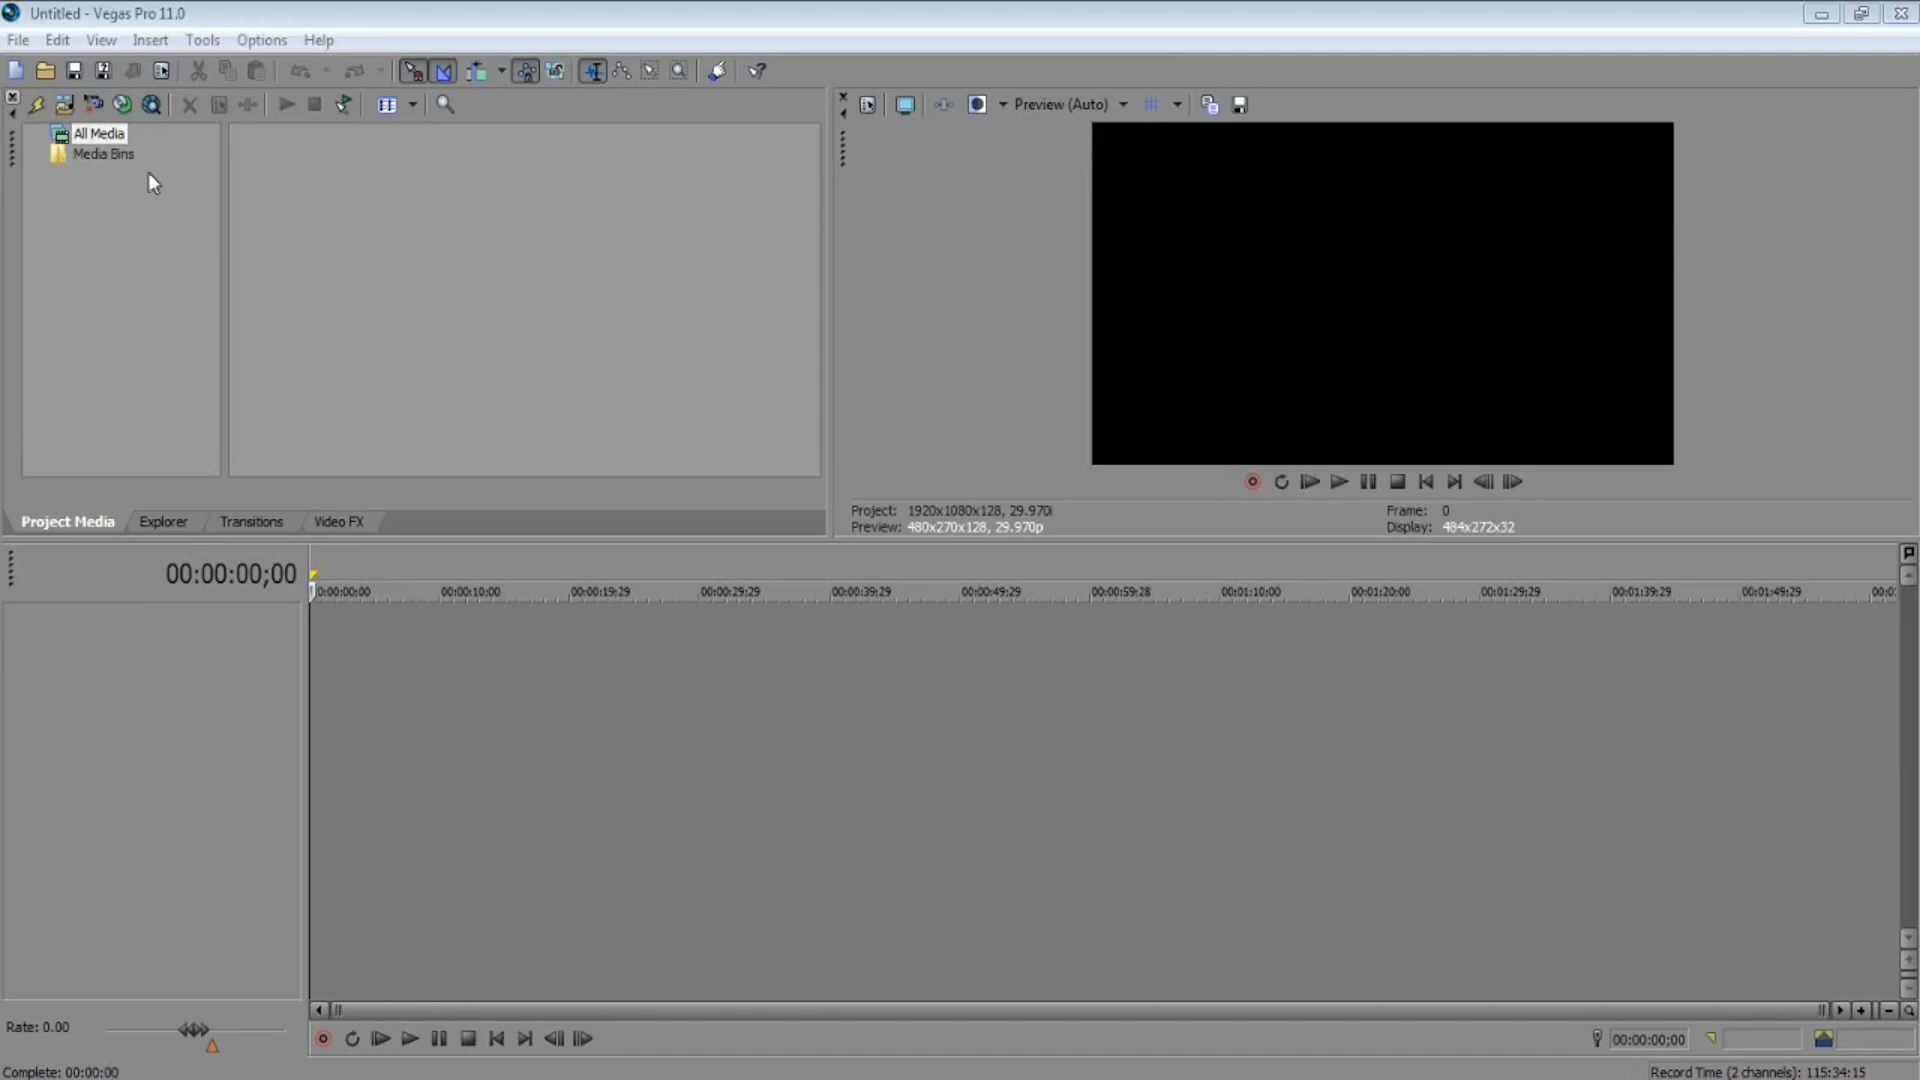 Untitled - Vegas Pro 11.0
File Edit View Insert Tools Options Help
Preview (Auto)
All Media
Media Bins
Project Media Explorer Transitions Video FX
Project: 1920x1080x128, 29.970i
Frame: 0
Preview: 480x270x128, 29.970p
Display: 484x272x32
00:00:00;00
0:00:00;00 00:00:10;00 00:00:19;29 00:00:29;29 00:00:39;29 00:00:49;29 00:00:59;28 00:01:10;00 00:01:20;00 00:01:29;29 00:01:39;29 00:01:49;29 00:0
Rate: 0.00
00:00:00;00
Complete: 00:00:00
Record Time (2 channels): 115:34:15